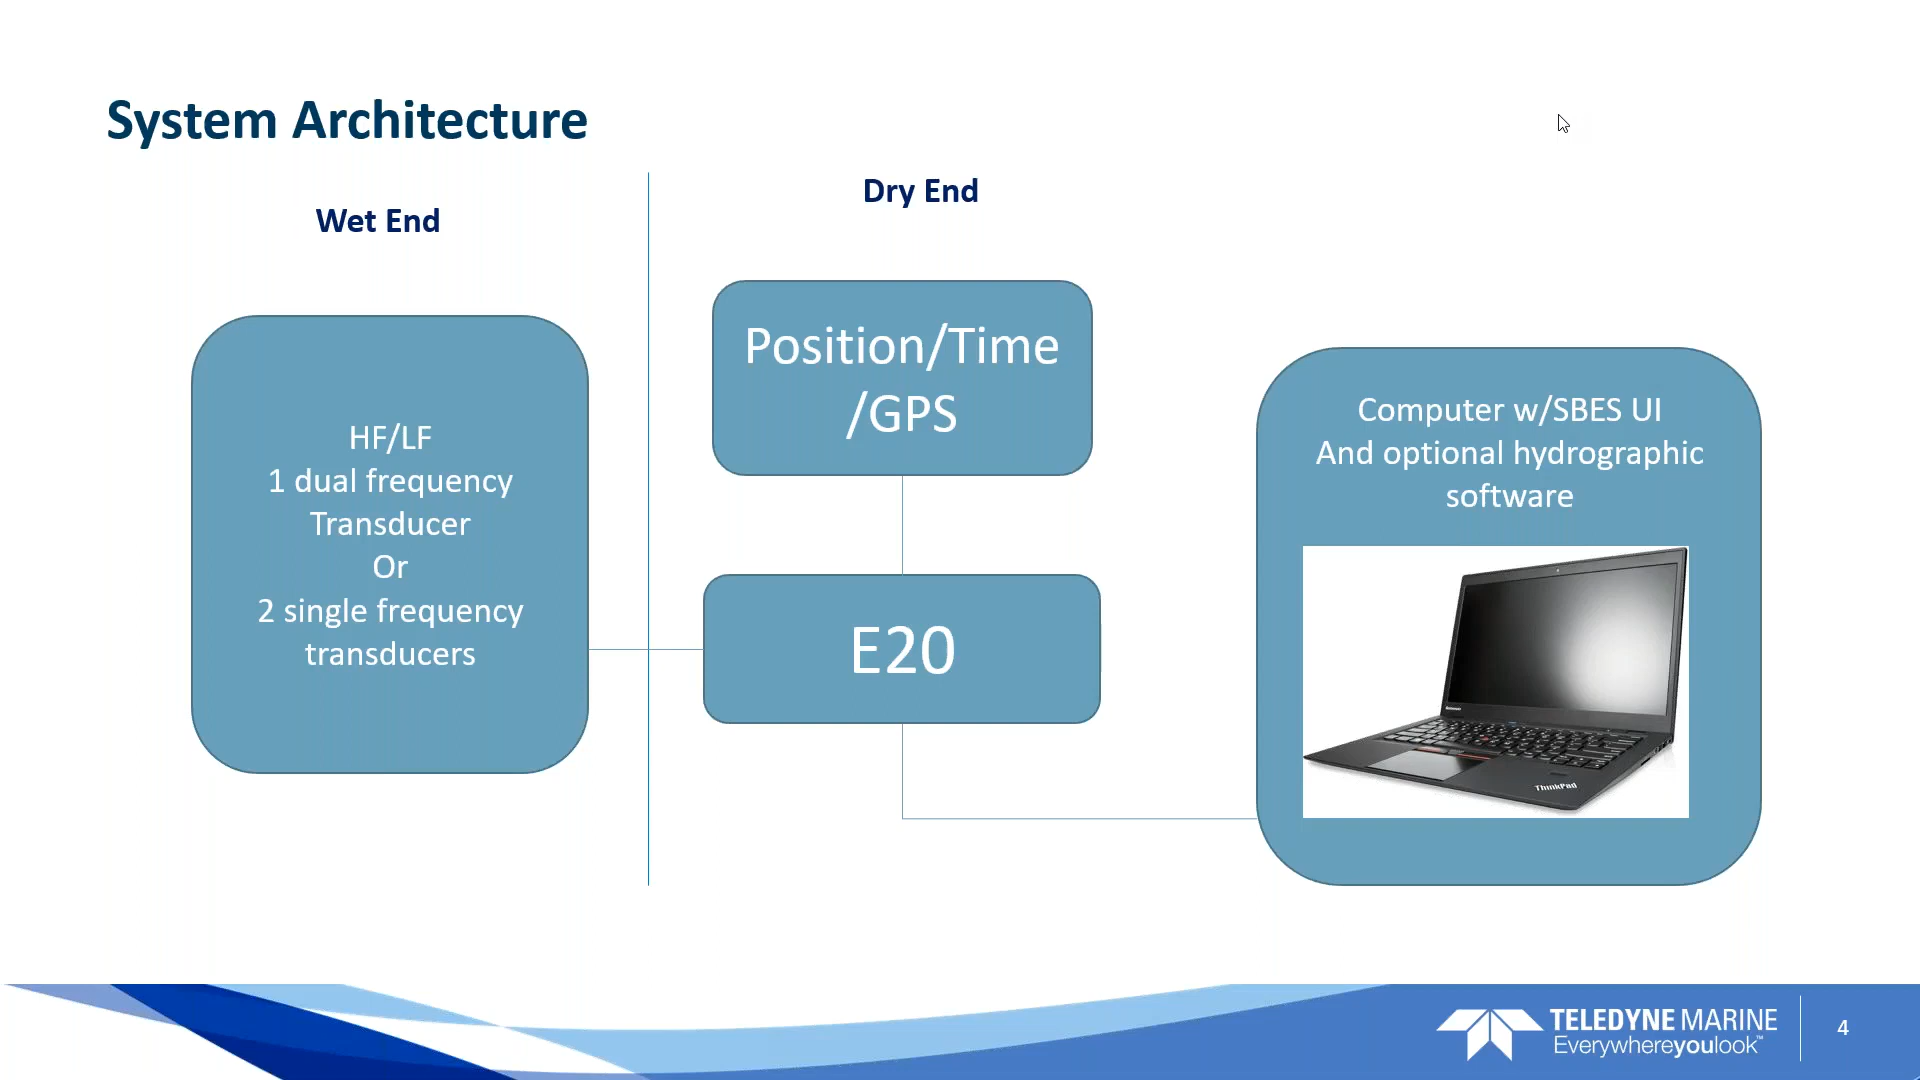 System Architecture
Wet End
Dry End
HF/LF
1 dual frequency
Transducer
Or
2 single frequency
transducers
Position/Time
/GPS
E20
Computer w/SBES UI
And optional hydrographic
software
ThinkPad
TELEDYNE MARINE
Everywhereyoulook™
4